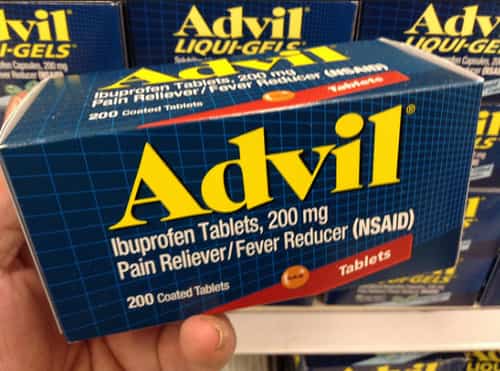 Advil
LIQUI-GELS
Advil
LIQUI-GELS
Advil
Ibuprofen Tablets, 200 mg
Pain Reliever/Fever Reducer (NSAID)
200 Coated Tablets
Tablets
Advil®
Ibuprofen Tablets, 200 mg
Pain Reliever/Fever Reducer (NSAID)
200 Coated Tablets
Tablets